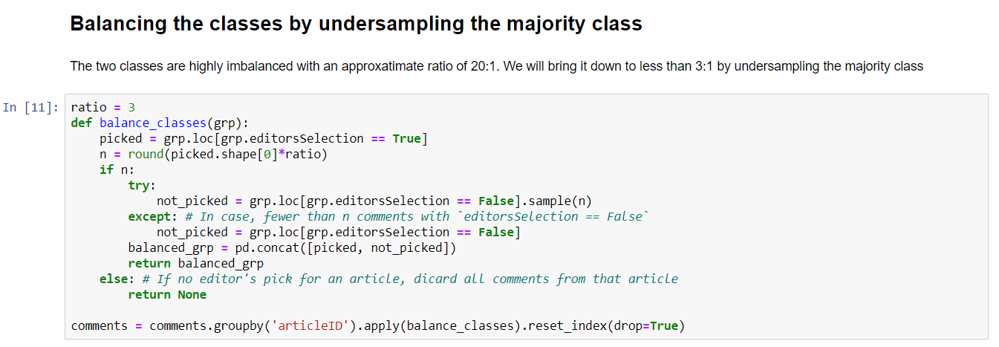 Balancing the classes by undersampling the majority class
The two classes are highly imbalanced with an approxatimate ratio of 20:1. We will bring it down to less than 3:1 by undersampling the majority class
In [11]: ratio = 3
def balance_classes(grp):
    picked = grp.loc[grp.editorsSelection == True]
    n = round(picked.shape[0]*ratio)
    if n:
        try:
            not_picked = grp.loc[grp.editorsSelection == False].sample(n)
        except: # In case, fewer than n comments with `editorsSelection == False`
            not_picked = grp.loc[grp.editorsSelection == False]
        balanced_grp = pd.concat([picked, not_picked])
        return balanced_grp
    else: # If no editor's pick for an article, dicard all comments from that article
        return None
comments = comments.groupby('articleID').apply(balance_classes).reset_index(drop=True)